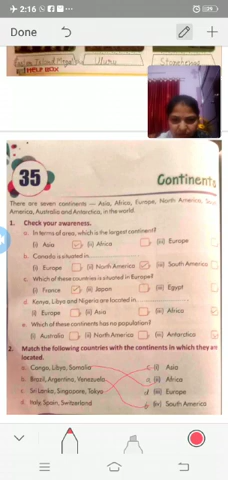 2:16
Done
Easter Island Moai
Uluru
Stonehenge
HELP BOX
35
Continents
There are seven continents — Asia, Africa, Europe, North America, South
America, Australia and Antarctica, in the world.
1. Check your awareness.
a. In terms of area, which is the largest continent?
(i) Asia (ii) Africa (iii) Europe
b. Canada is situated in
(i) Europe (ii) North America (iii) South America
c. Which of these countries is situated in Europe?
(i) France (ii) Japan (iii) Egypt
d. Kenya, Libya and Nigeria are located in
(i) Europe (ii) Asia (iii) Africa
e. Which of these continents has no population?
(i) Australia (ii) North America (iii) Antarctica
2. Match the following countries with the continents in which they are
located.
a. Congo, Libya, Somalia c (i) Asia
b. Brazil, Argentina, Venezuela a (ii) Africa
c. Sri Lanka, Singapore, Tokyo d (iii) Europe
d. Italy, Spain, Switzerland b (iv) South America